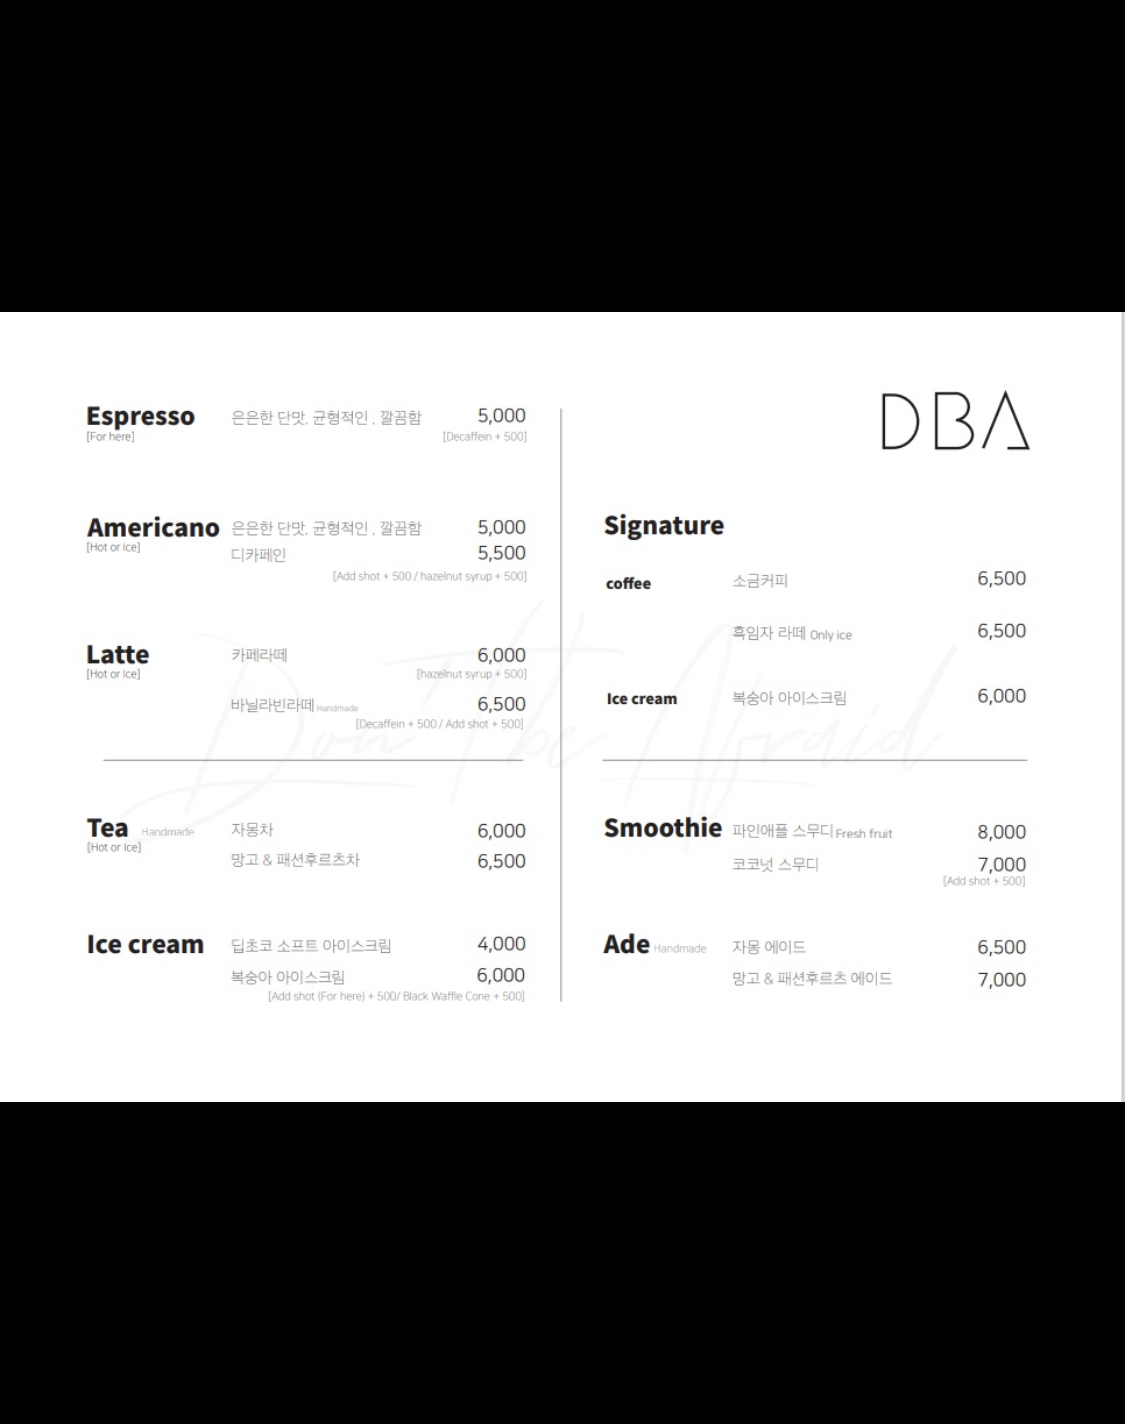 Espresso 은은한 단맛, 균형적인 , 깔끔함 5,000
[For here] [Decaffein + 500]
Americano 은은한 단맛, 균형적인 , 깔끔함 5,000
[Hot or Ice] 디카페인 5,500
[Add shot + 500 / hazelnut syrup + 500]
Latte 카페라떼 6,000
[Hot or Ice] [hazelnut syrup + 500]
바닐라빈라떼 Handmade 6,500
[Decaffein + 500 / Add shot + 500]
Tea Handmade 자몽차 6,000
[Hot or Ice] 망고 & 패션후르츠차 6,500
Ice cream 딥초코 소프트 아이스크림 4,000
복숭아 아이스크림 6,000
[Add shot (For here) + 500/ Black Waffle Cone + 500]
DBA
Signature
coffee 소금커피 6,500
흑임자 라떼 Only ice 6,500
Ice cream 복숭아 아이스크림 6,000
Smoothie 파인애플 스무디 Fresh fruit 8,000
코코넛 스무디 7,000
[Add shot + 500]
Ade Handmade 자몽 에이드 6,500
망고 & 패션후르츠 에이드 7,000
Don't be Afraid